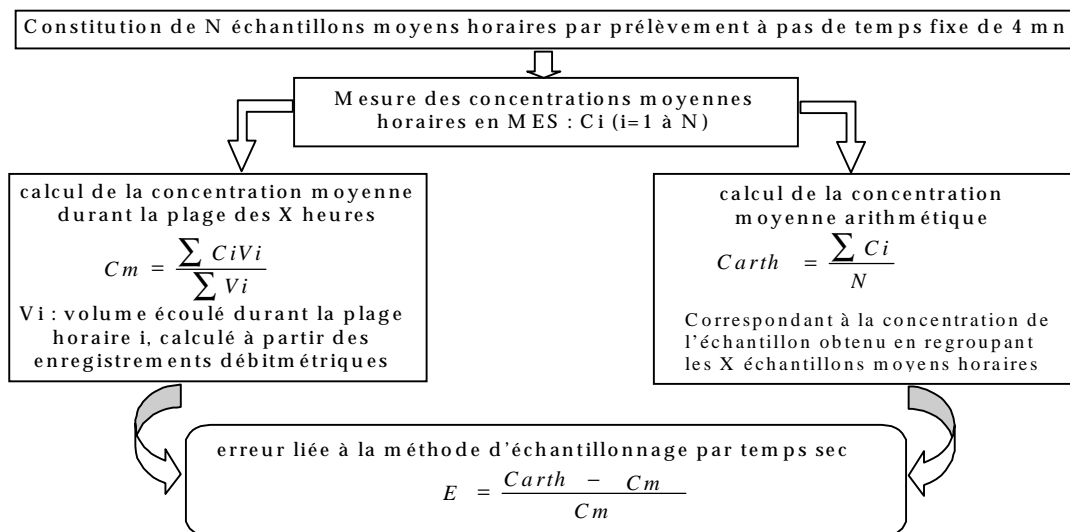 Constitution de N échantillons moyens horaires par prélèvement à pas de temps fixe de 4 mn
Mesure des concentrations moyennes
horaires en MES : Ci (i=1 à N)
calcul de la concentration moyenne
durant la plage des X heures
Cm = ∑ CiVi / ∑ Vi
Vi : volume écoulé durant la plage
horaire i, calculé à partir des
enregistrements débitmétriques
calcul de la concentration
moyenne arithmétique
Carth = ∑ Ci / N
Correspondant à la concentration de
l'échantillon obtenu en regroupant
les X échantillons moyens horaires
erreur liée à la méthode d'échantillonnage par temps sec
E = Carth - Cm / Cm